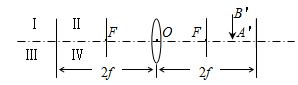 I II F O F B'
A'
III IV
2f 2f